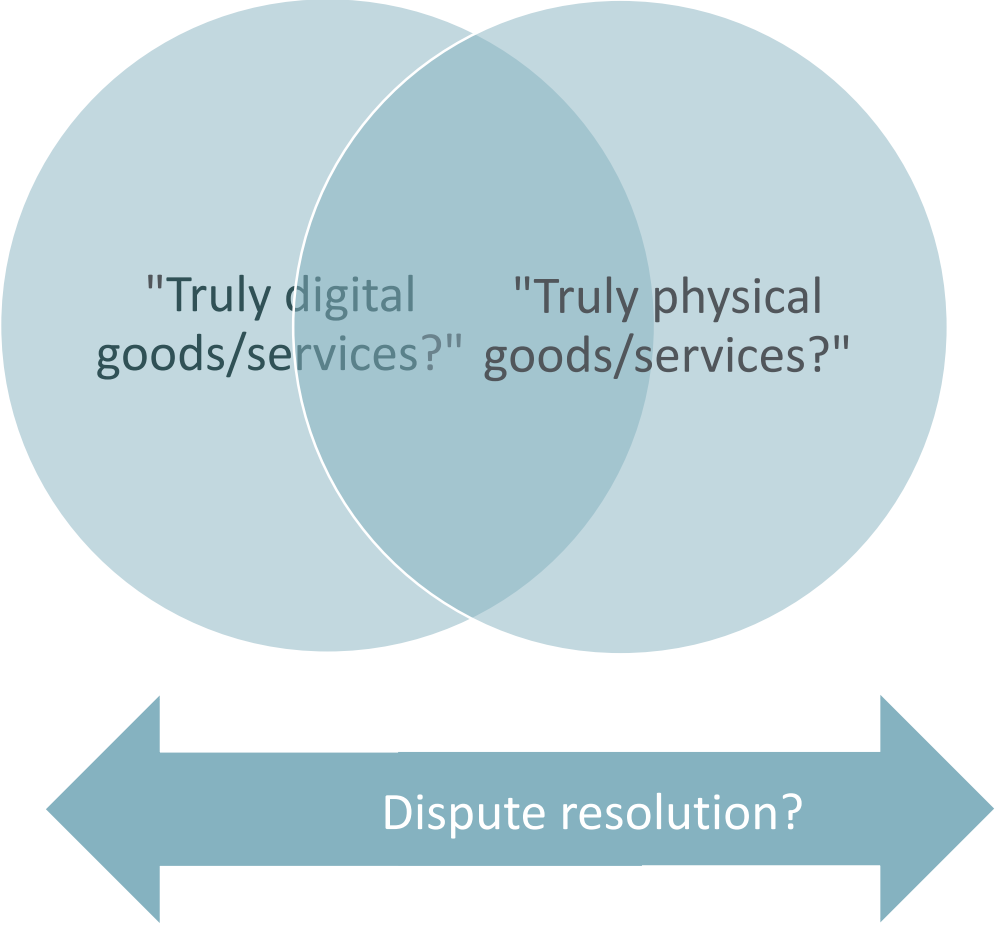 "Truly digital
goods/services?"
"Truly physical
goods/services?"
Dispute resolution?